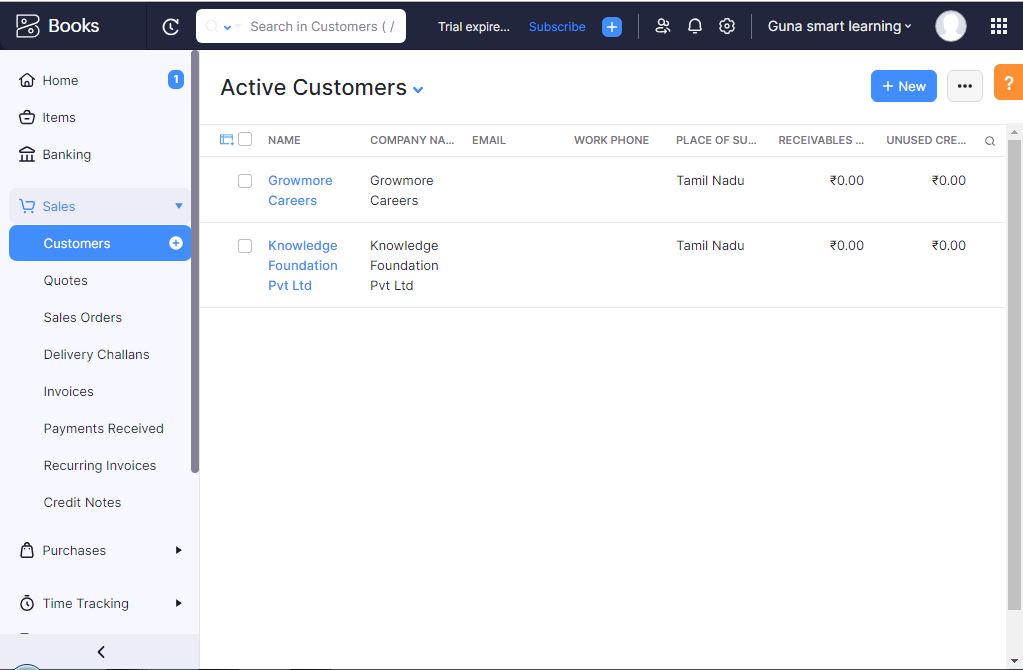 Books
Search in Customers ( /
Trial expire...
Subscribe
Guna smart learning
Home
1
Items
Banking
Sales
Customers
Quotes
Sales Orders
Delivery Challans
Invoices
Payments Received
Recurring Invoices
Credit Notes
Purchases
Time Tracking
Active Customers
+ New
?
NAME COMPANY NA... EMAIL WORK PHONE PLACE OF SU... RECEIVABLES ... UNUSED CRE...
Growmore Growmore Tamil Nadu ₹0.00 ₹0.00
Careers Careers
Knowledge Knowledge Tamil Nadu ₹0.00 ₹0.00
Foundation Foundation
Pvt Ltd Pvt Ltd